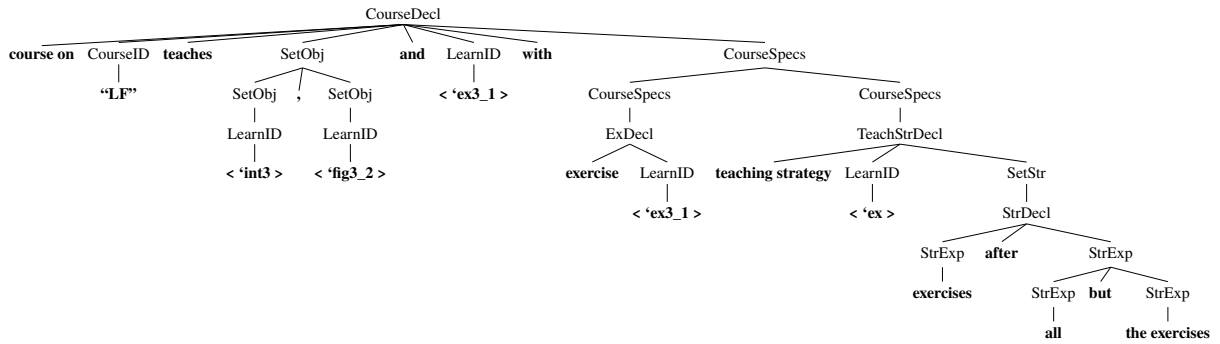 CourseDecl
course on CourseID teaches SetObj and LearnID with CourseSpecs
“LF” SetObj , SetObj < ‘ex3_1 > CourseSpecs CourseSpecs
LearnID LearnID ExDecl TeachStrDecl
< ‘int3 > < ‘fig3_2 > exercise LearnID teaching strategy LearnID SetStr
< ‘ex3_1 > < ‘ex > StrDecl
StrExp after StrExp
exercises StrExp but StrExp
all the exercises